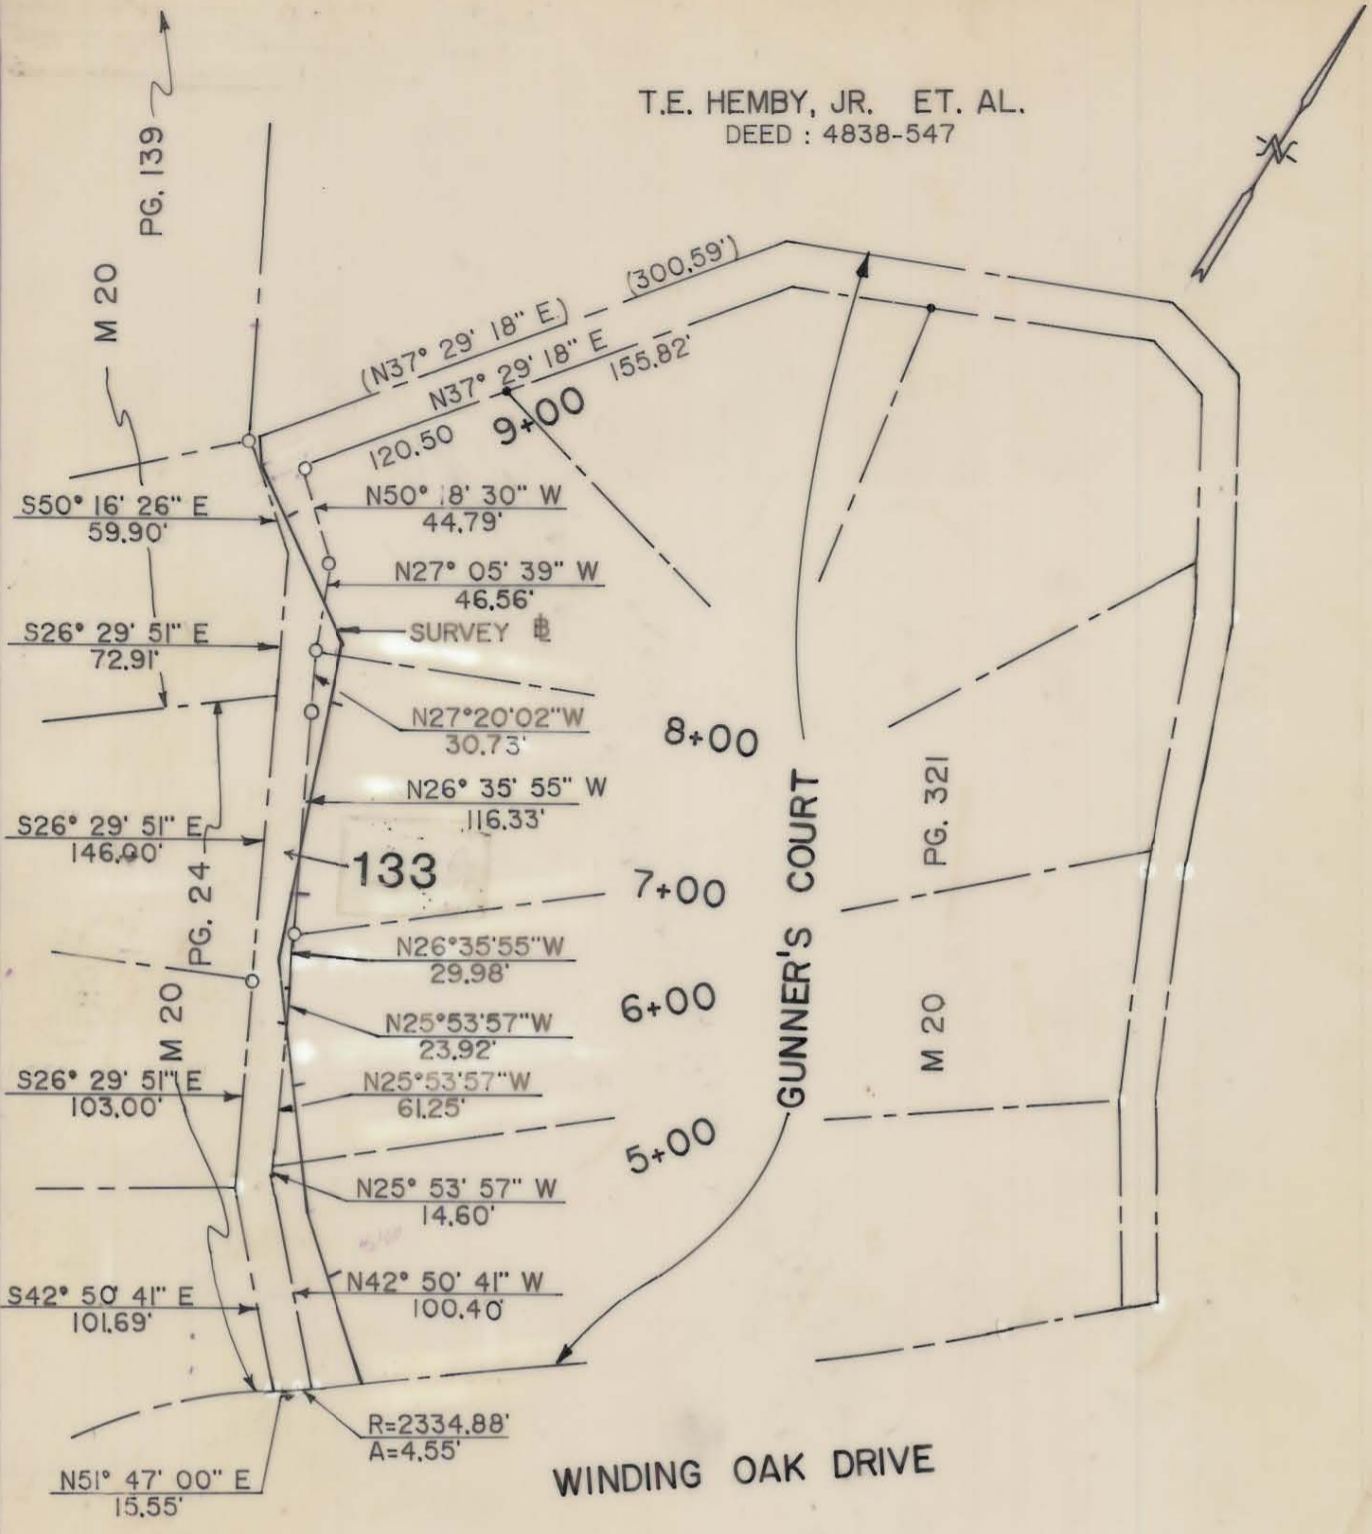 T.E. HEMBY, JR. ET. AL.
DEED : 4838-547
M 20 PG. 139
(N37° 29' 18" E.) (300.59')
N37° 29' 18" E 155.82'
120.50
9+00
S50° 16' 26" E
59.90'
N50° 18' 30" W
44.79'
N27° 05' 39" W
46.56'
SURVEY BL
S26° 29' 51" E
72.91'
N27°20'02"W
30.73'
8+00
N26° 35' 55" W
116.33'
S26° 29' 51" E
146.00'
133
7+00
M 20 PG. 24
GUNNER'S COURT
M 20 PG. 321
N26°35'55"W
29.98'
6+00
N25°53'57"W
23.92'
S26° 29' 51" E
103.00'
N25°53'57"W
61.25'
5+00
N25° 53' 57" W
14.60'
S42° 50' 41" E
101.69'
N42° 50' 41" W
100.40'
R=2334.88'
A=4.55'
N51° 47' 00" E
15.55'
WINDING OAK DRIVE
N